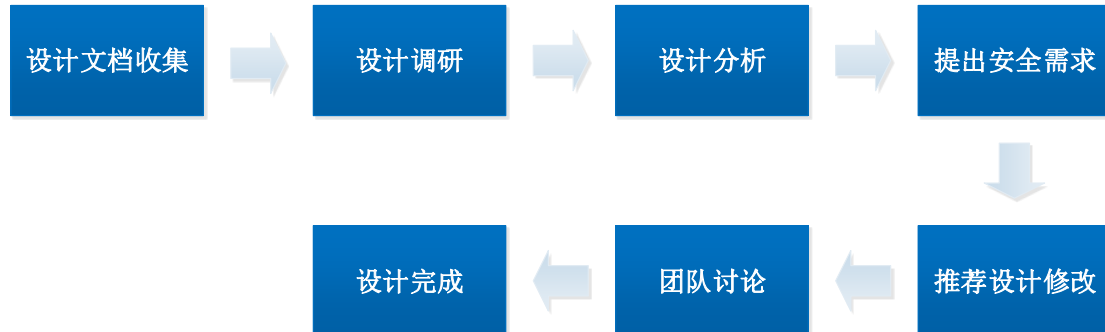 设计文档收集
设计调研
设计分析
提出安全需求
推荐设计修改
团队讨论
设计完成